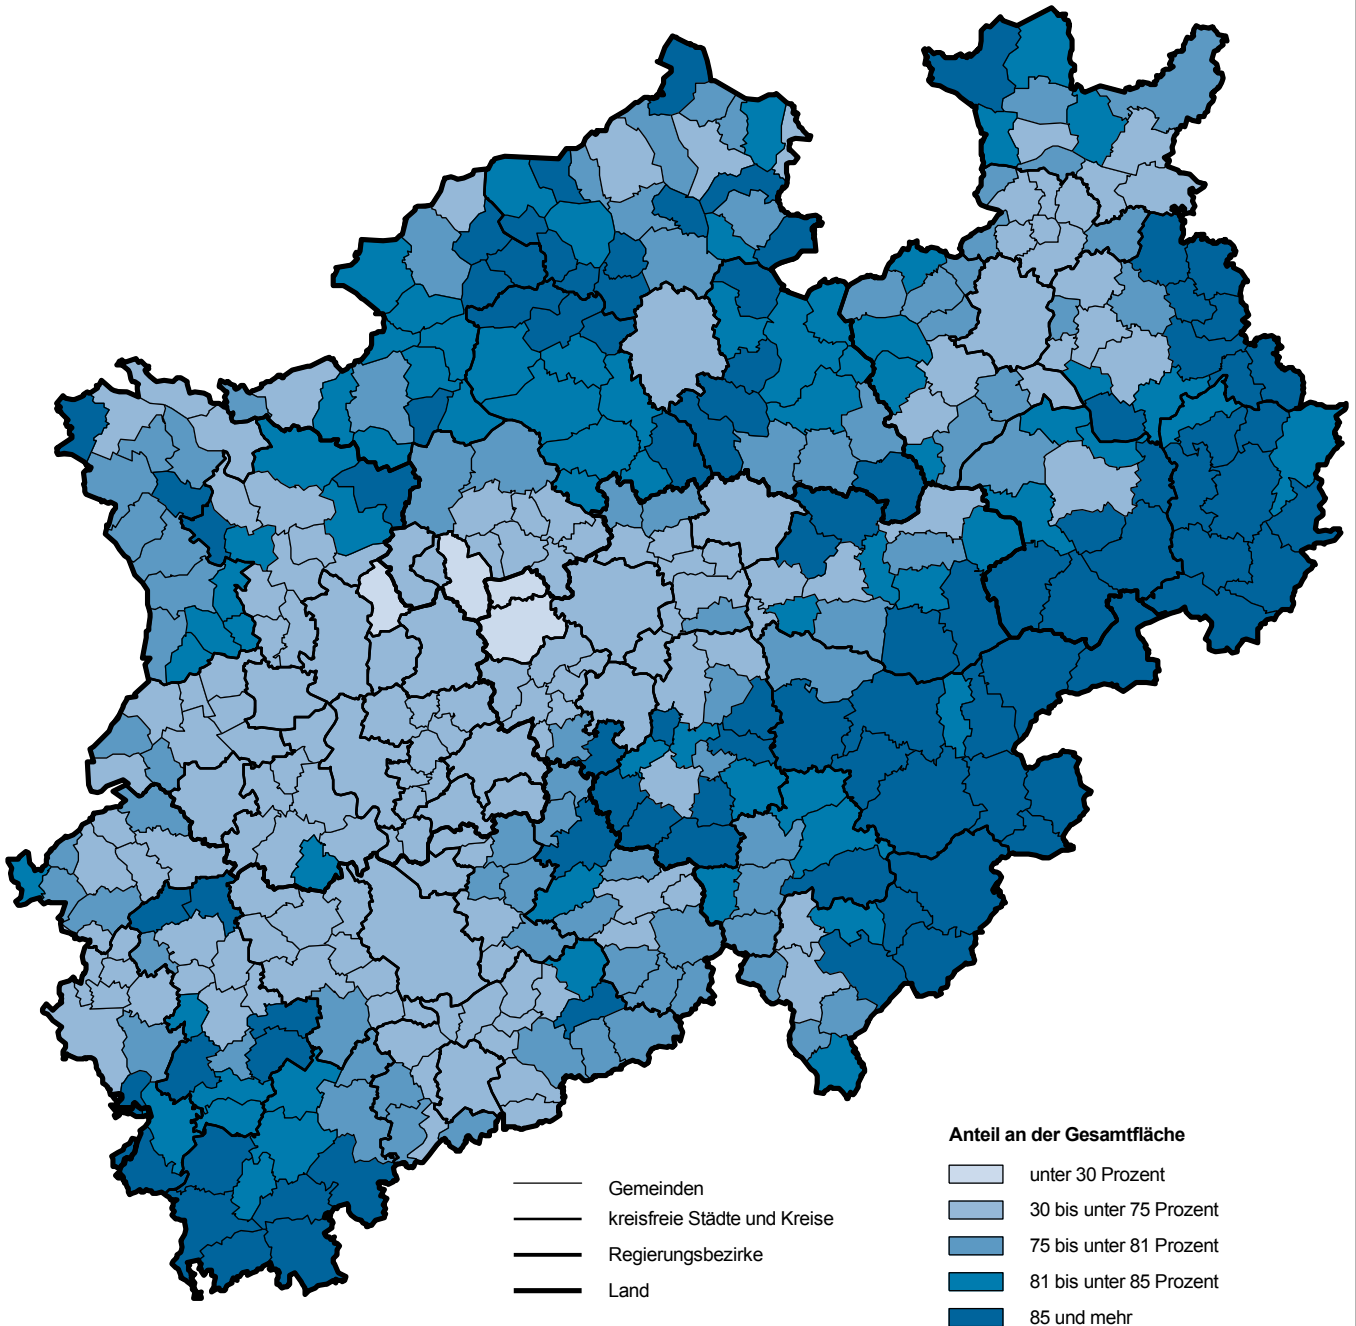 Gemeinden
kreisfreie Städte und Kreise
Regierungsbezirke
Land
Anteil an der Gesamtfläche
unter 30 Prozent
30 bis unter 75 Prozent
75 bis unter 81 Prozent
81 bis unter 85 Prozent
85 und mehr